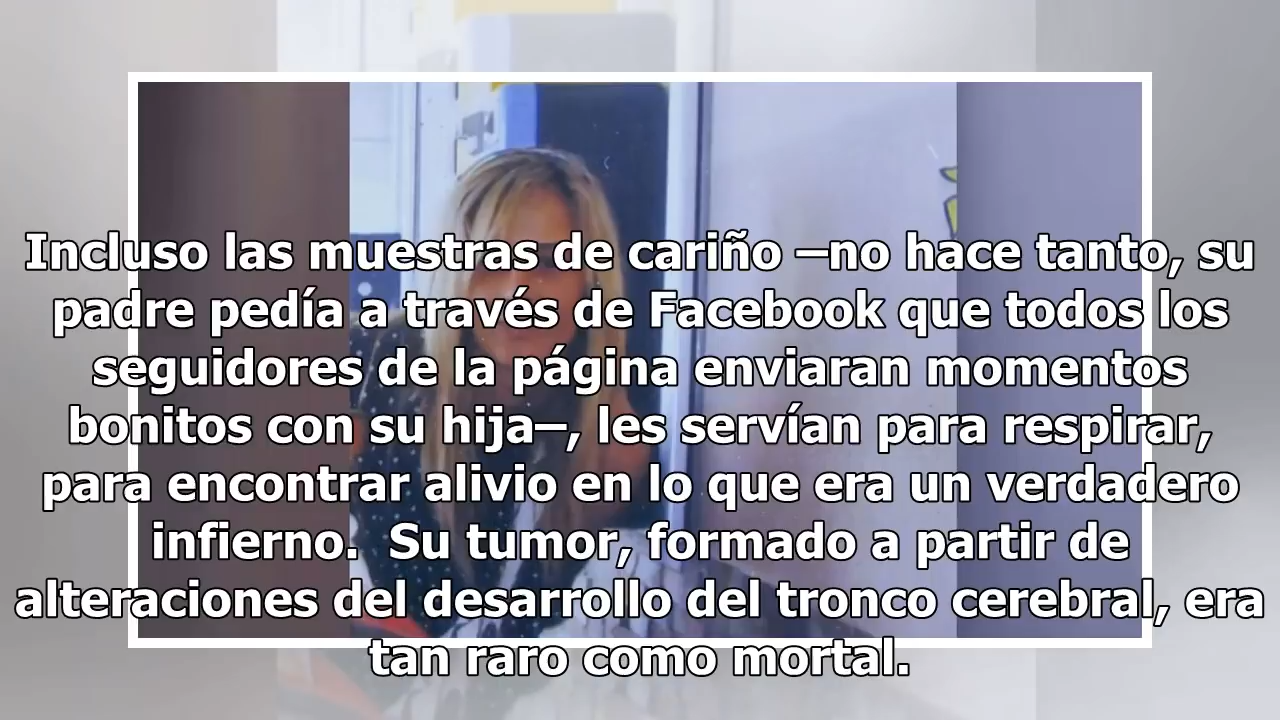 Incluso las muestras de cariño —no hace tanto, su
padre pedía a través de Facebook que todos los
seguidores de la página enviaran momentos
bonitos con su hija—, les servían para respirar,
para encontrar alivio en lo que era un verdadero
infierno.  Su tumor, formado a partir de
alteraciones del desarrollo del tronco cerebral, era
tan raro como mortal.